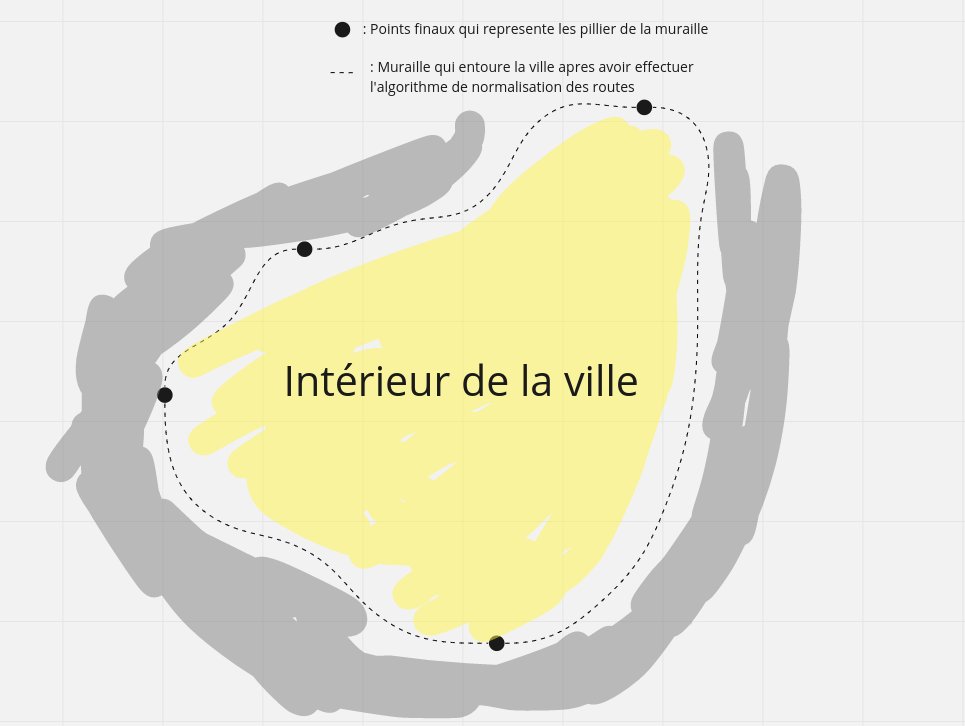 : Points finaux qui represente les pillier de la muraille
: Muraille qui entoure la ville apres avoir effectuer
l'algorithme de normalisation des routes
Intérieur de la ville